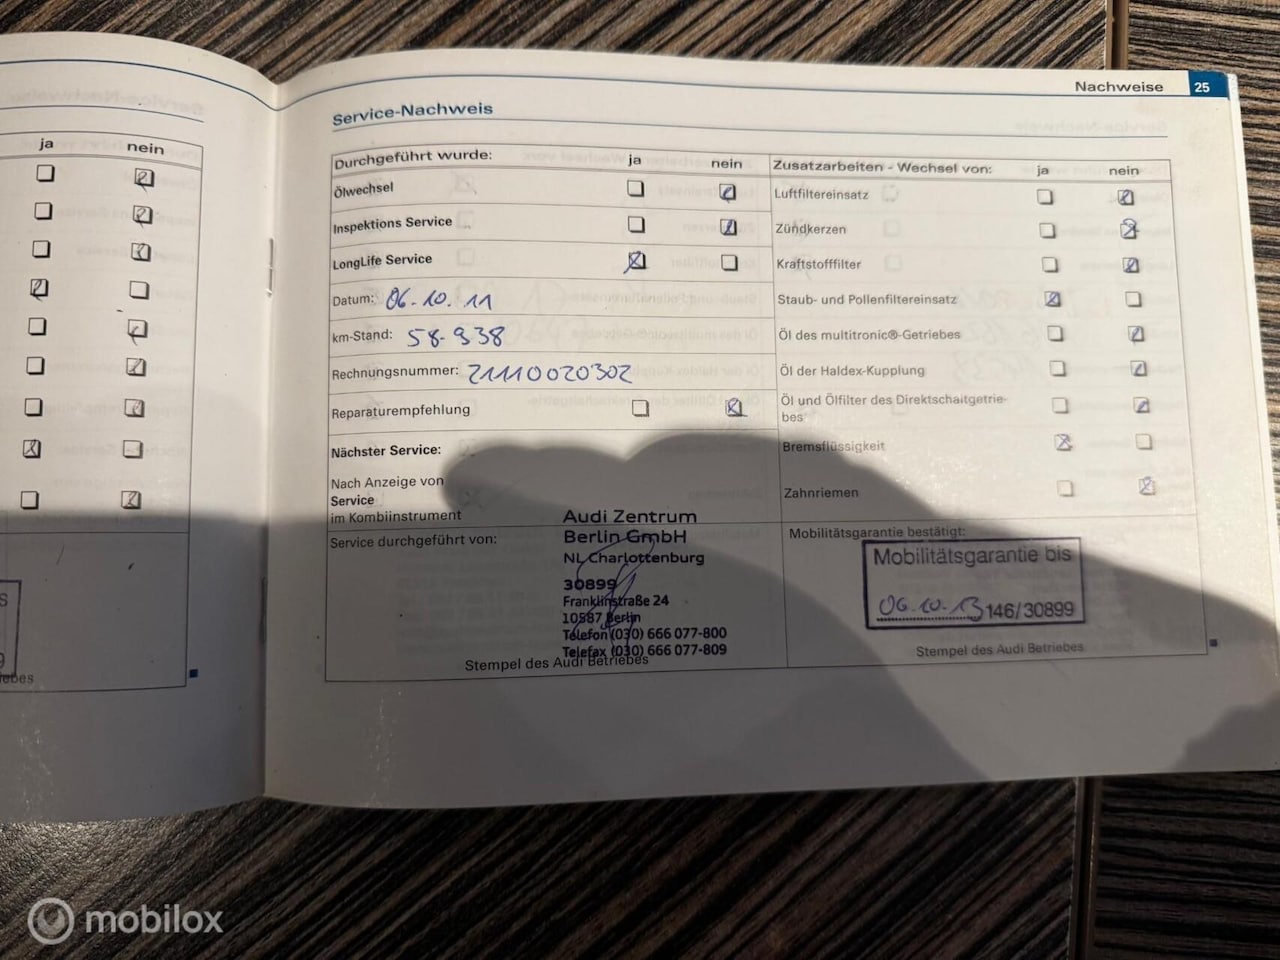 Nachweise 25
Service-Nachweis
ja nein
Durchgeführt wurde: ja nein
Ölwechsel
Inspektions Service
LongLife Service
Datum: 06.10.11
km-Stand: 58.938
Rechnungsnummer: 21110020302
Reparaturempfehlung
Nächster Service:
Nach Anzeige von
Service
im Kombiinstrument
Service durchgeführt von:
Audi Zentrum
Berlin GmbH
NL Charlottenburg
30899
Franklinstraße 24
10587 Berlin
Telefon (030) 666 077-800
Telefax (030) 666 077-809
Stempel des Audi Betriebes
Zusatzarbeiten - Wechsel von: ja nein
Luftfiltereinsatz
Zündkerzen
Kraftstofffilter
Staub- und Pollenfiltereinsatz
Öl des multitronic®-Getriebes
Öl der Haldex-Kupplung
Öl und Ölfilter des Direktschaltgetrie-
bes
Bremsflüssigkeit
Zahnriemen
Mobilitätsgarantie bestätigt:
Mobilitätsgarantie bis
06.10.13 146/30899
Stempel des Audi Betriebes
mobilox